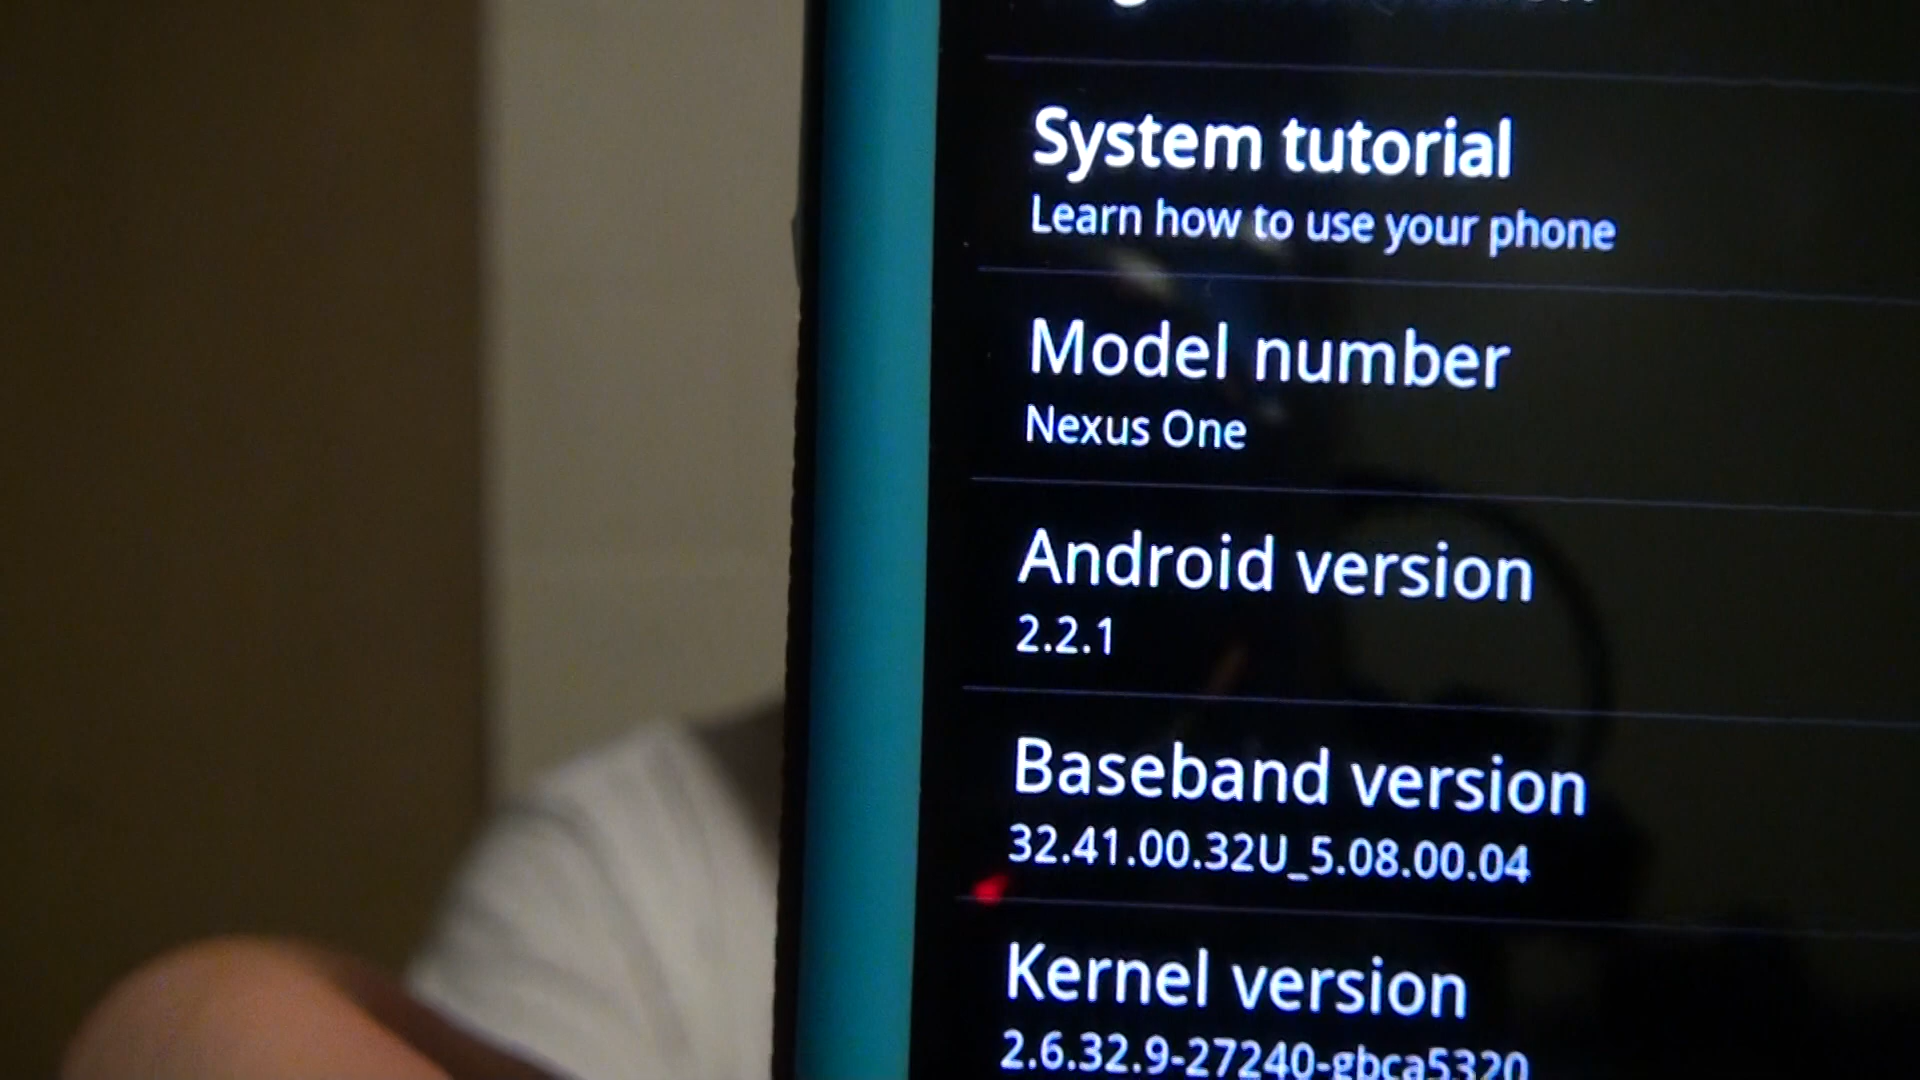 System tutorial
Learn how to use your phone
Model number
Nexus One
Android version
2.2.1
Baseband version
32.41.00.32U_5.08.00.04
Kernel version
2.6.32.9-27240-gbca5320